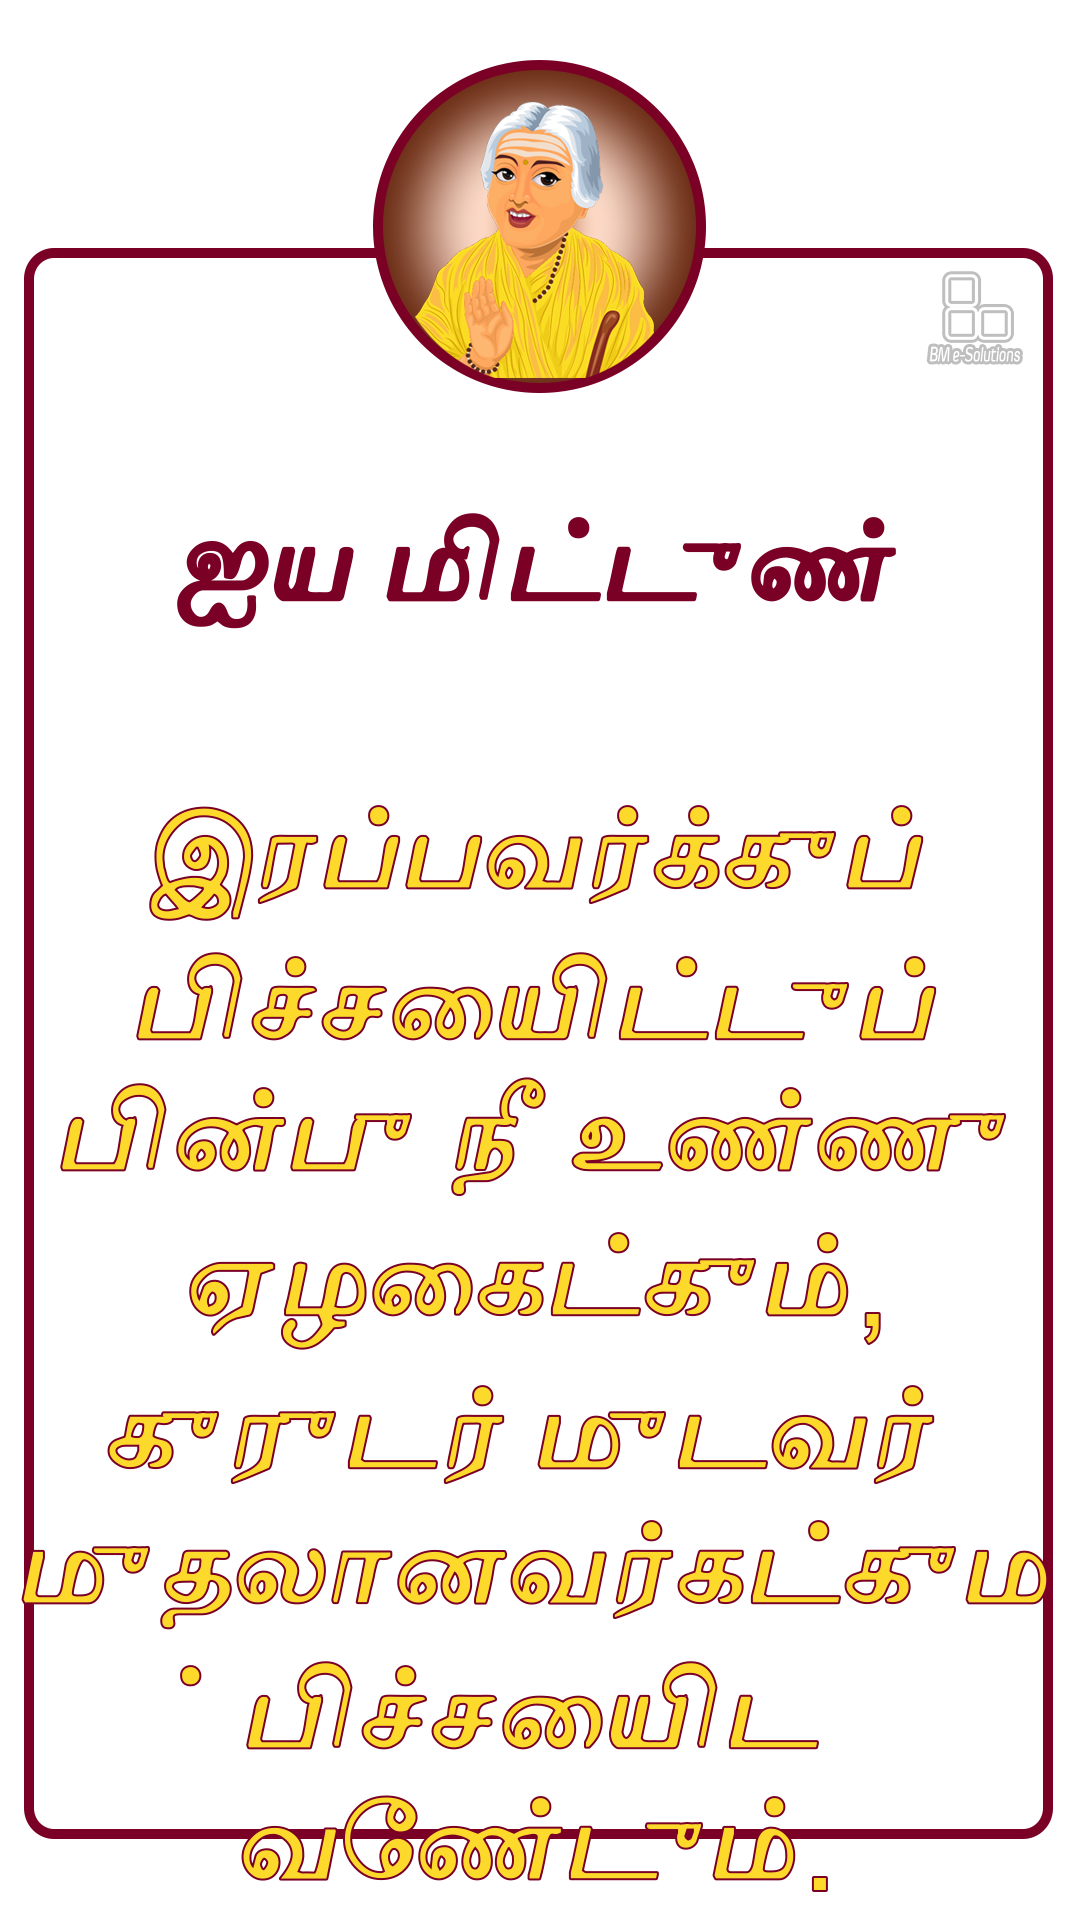 BM e-Solutions
ஐய மிட்டுண்
இரப்பவர்க்குப்
பிச்சையிட்டுப்
பின்பு நீ உண்ணு
ஏழைகட்கும்,
குருடர் முடவர்
முதலானவர்கட்கும
் பிச்சையிட
வேண்டும்.